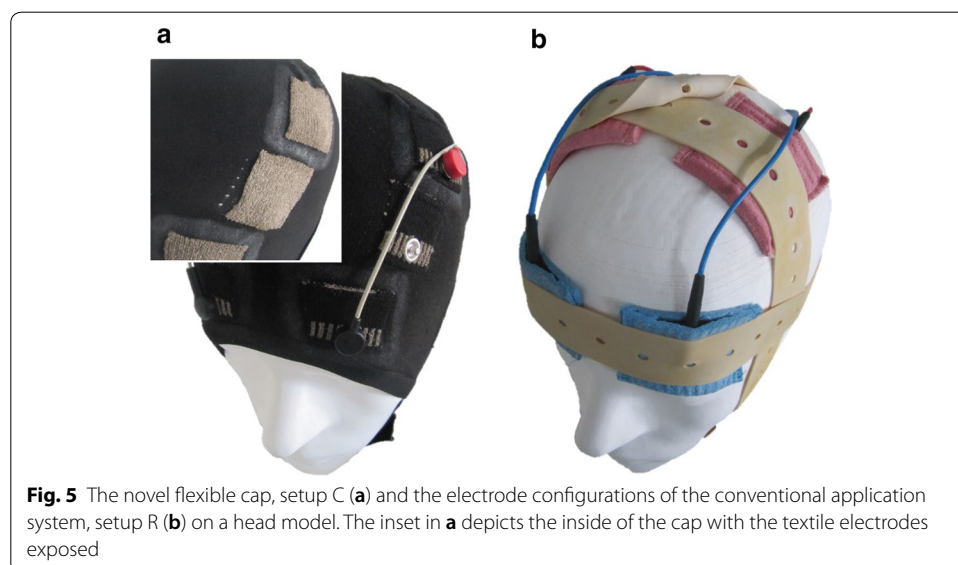 a
b
Fig. 5 The novel flexible cap, setup C (a) and the electrode configurations of the conventional application
system, setup R (b) on a head model. The inset in a depicts the inside of the cap with the textile electrodes
exposed